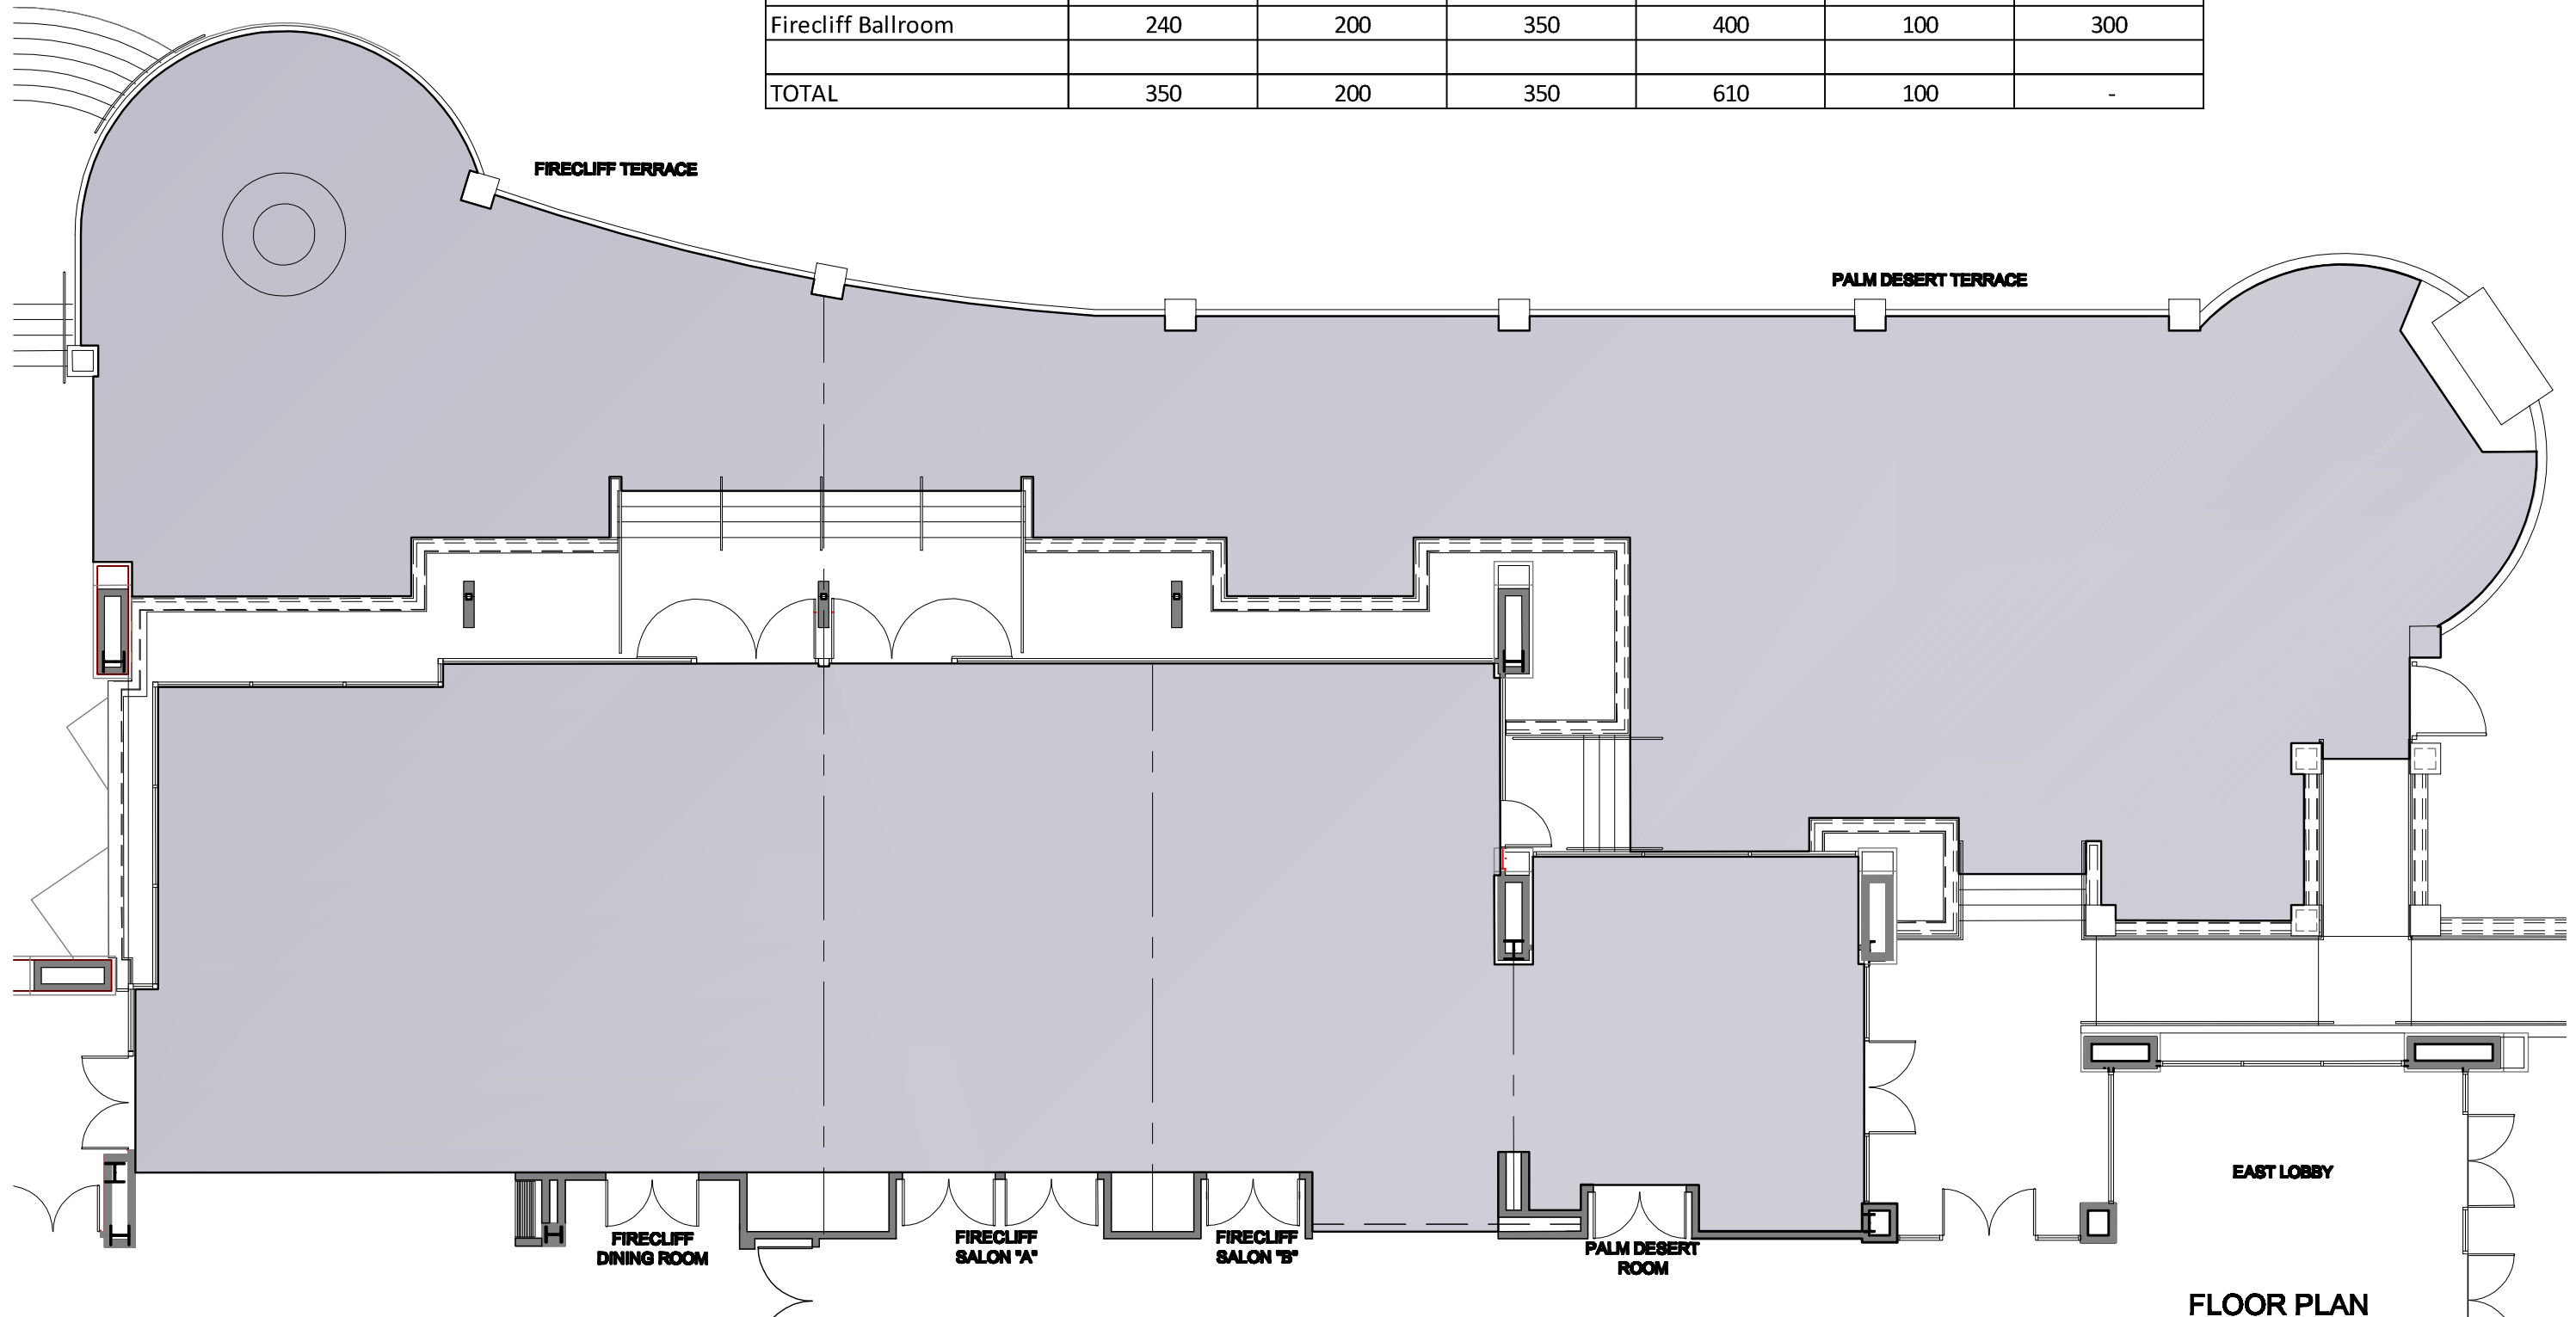 Firecliff Ballroom 240 200 350 400 100 300
TOTAL 350 200 350 610 100 -
FIRECLIFF TERRACE
PALM DESERT TERRACE
EAST LOBBY
FIRECLIFF
DINING ROOM
FIRECLIFF
SALON "A"
FIRECLIFF
SALON "B"
PALM DESERT
ROOM
FLOOR PLAN